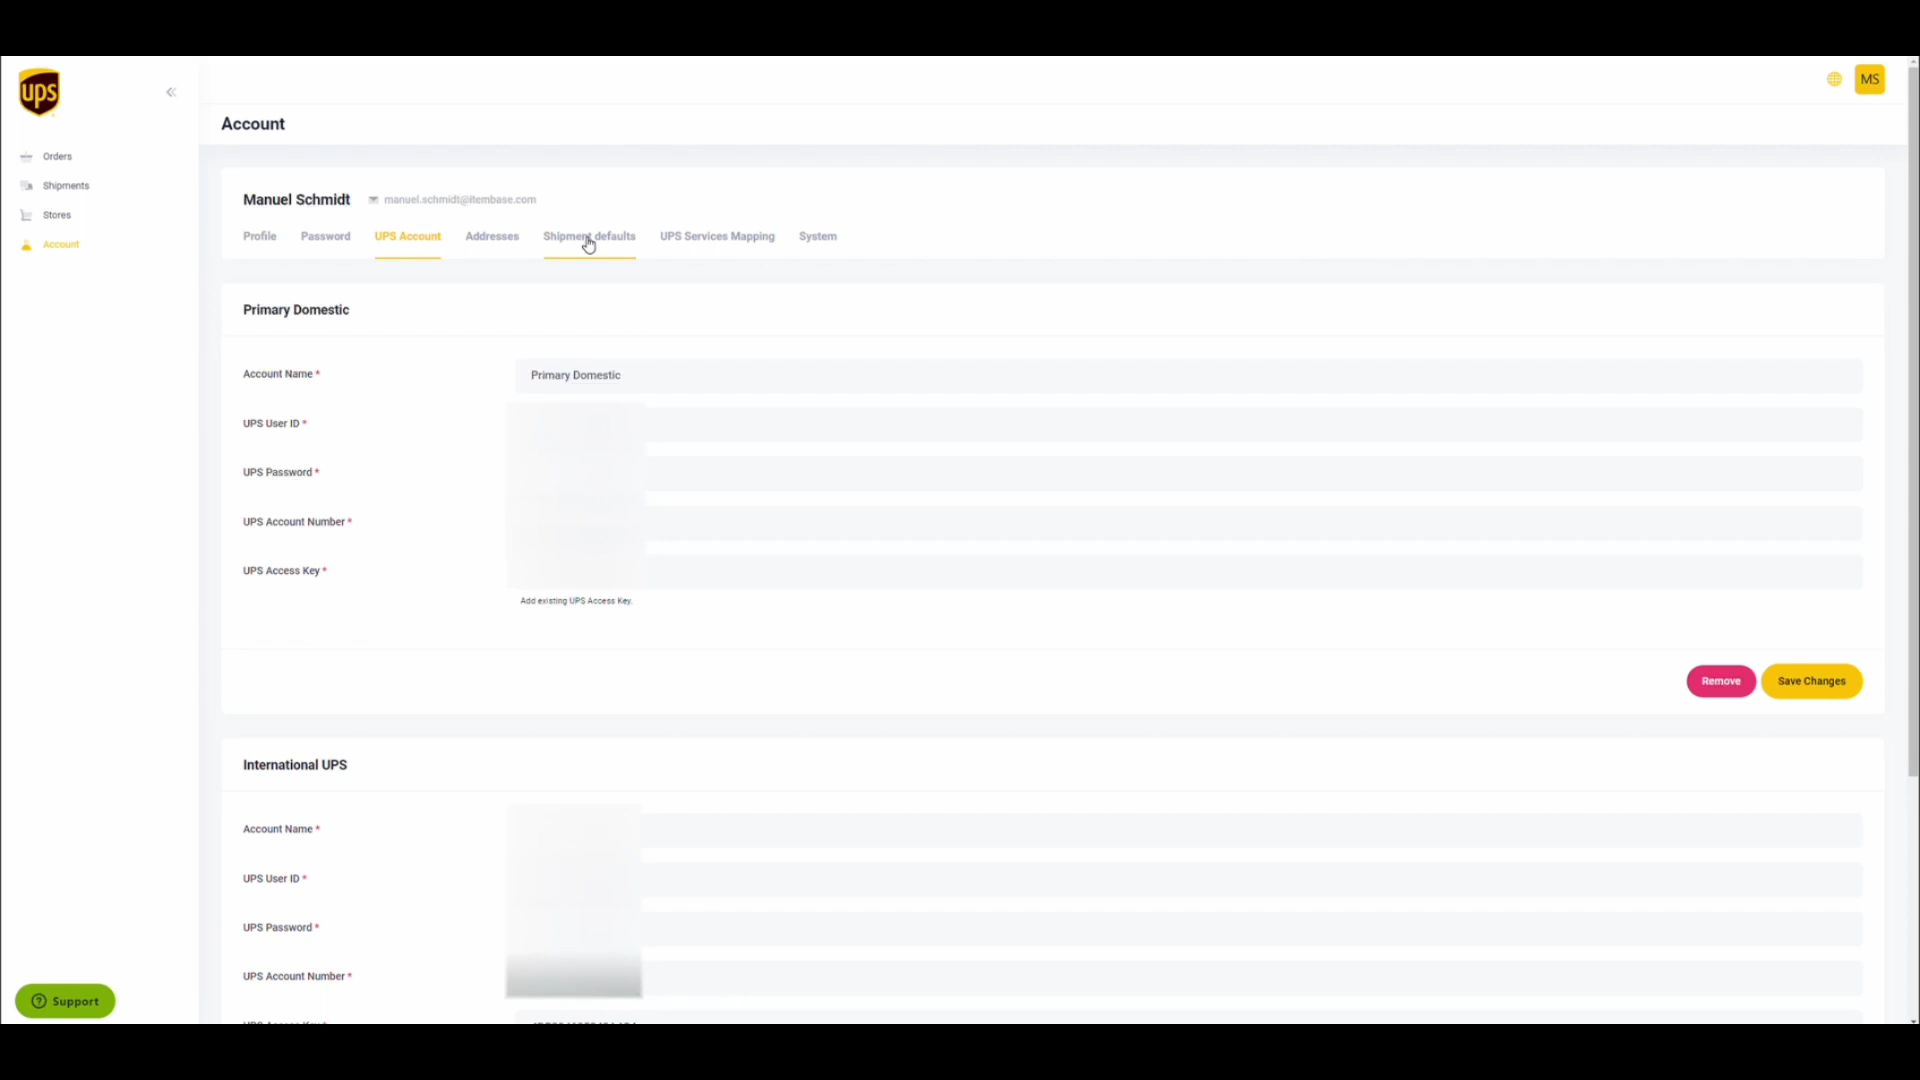 ups
MS
Account
Orders
Shipments
Stores
Account
Manuel Schmidt manuel.schmidt@itembase.com
Profile Password UPS Account Addresses Shipment defaults UPS Services Mapping System
Primary Domestic
Account Name * Primary Domestic
UPS User ID *
UPS Password *
UPS Account Number *
UPS Access Key *
Add existing UPS Access Key.
Remove Save Changes
International UPS
Account Name *
UPS User ID *
UPS Password *
UPS Account Number *
Support